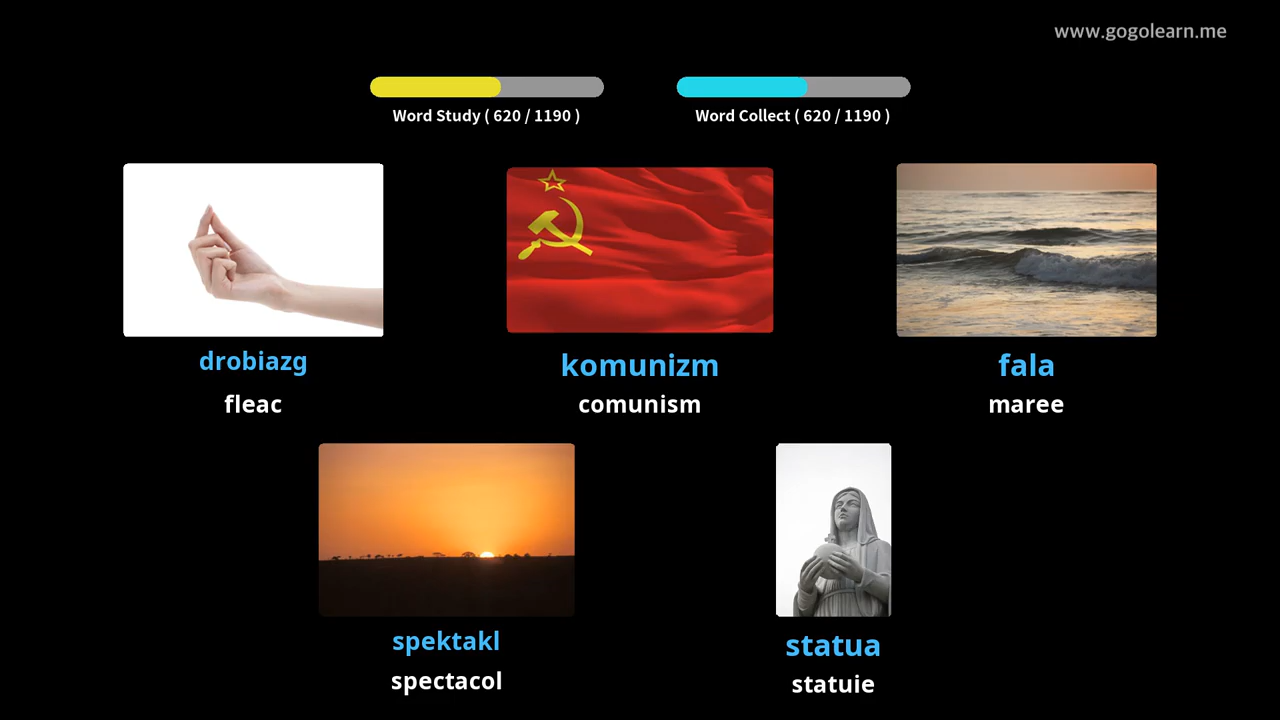 www.gogolearn.me
Word Study ( 620 / 1190 )
Word Collect ( 620 / 1190 )
drobiazg
fleac
komunizm
comunism
fala
maree
spektakl
spectacol
statua
statuie